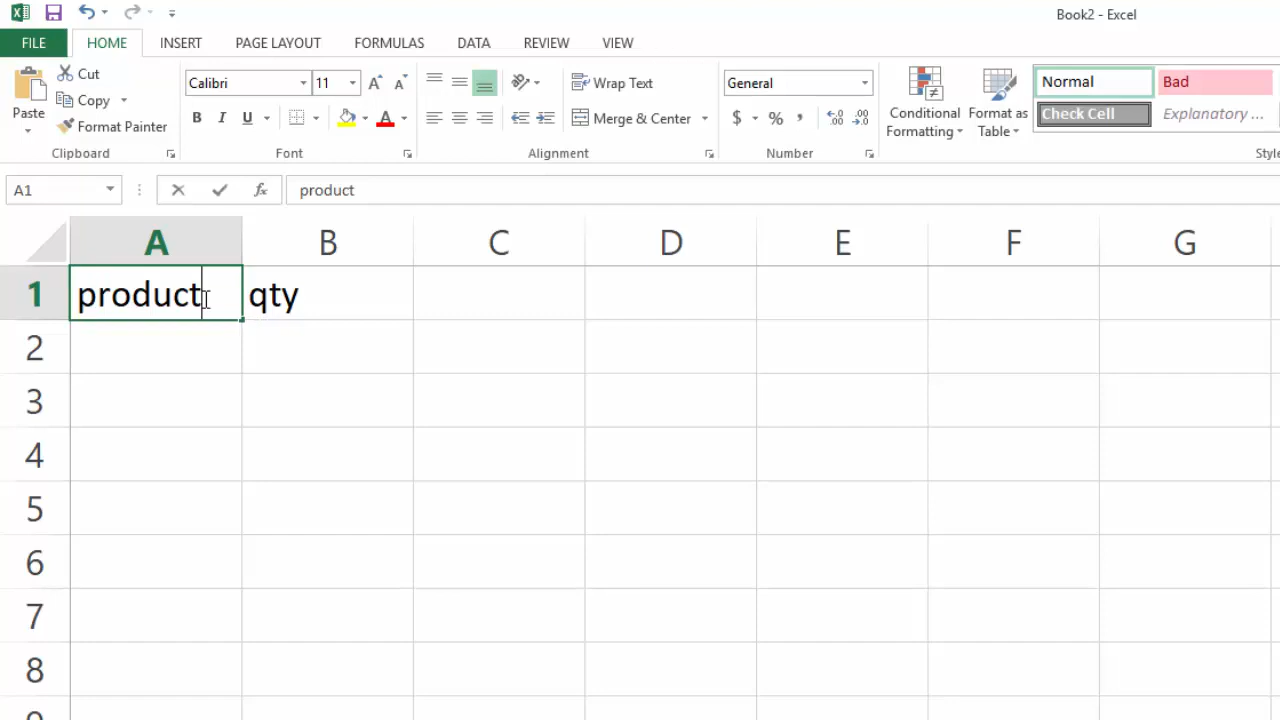 Book2 - Excel
FILE HOME INSERT PAGE LAYOUT FORMULAS DATA REVIEW VIEW
Paste
Cut
Copy
Format Painter
Clipboard
Calibri 11
B I U
Font
Wrap Text
Merge & Center
Alignment
General
$ % ,
Number
Conditional Formatting
Format as Table
Normal Bad
Check Cell Explanatory ...
A1 fx product
A B C D E F G
1 product qty
2
3
4
5
6
7
8